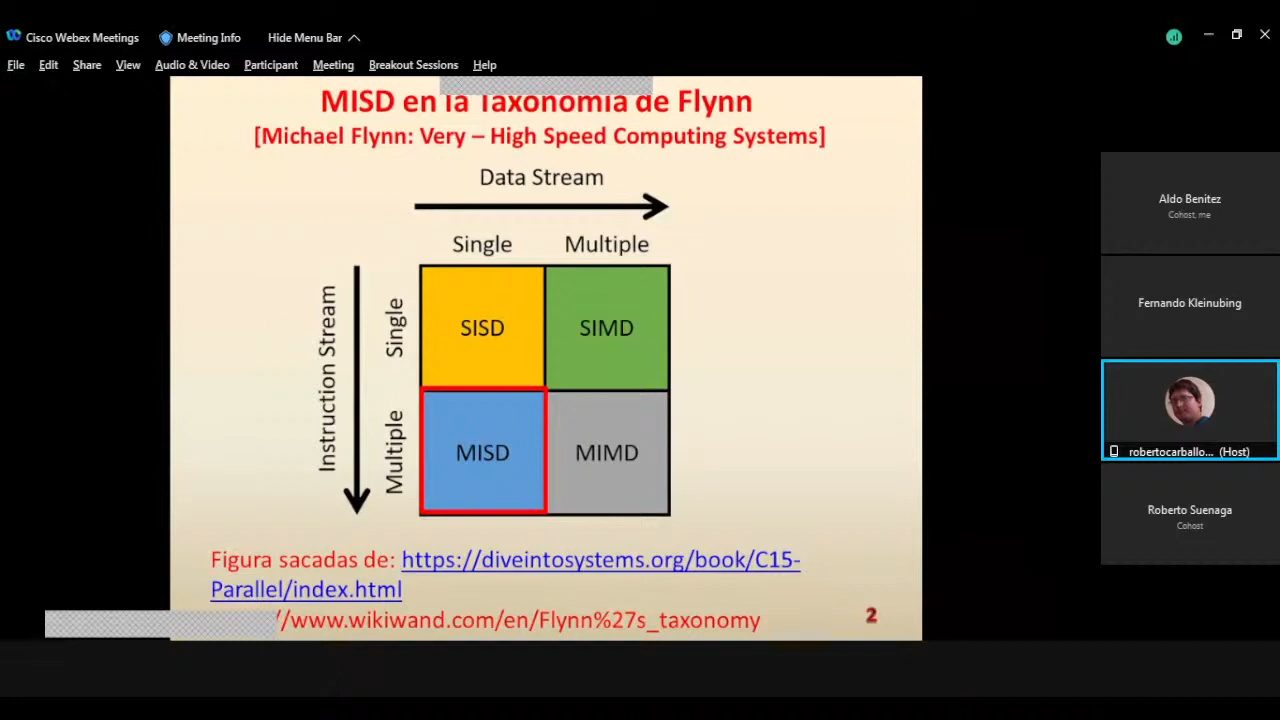 Cisco Webex Meetings Meeting Info Hide Menu Bar
File Edit Share View Audio & Video Participant Meeting Breakout Sessions Help
MISD en la Taxonomía de Flynn
[Michael Flynn: Very – High Speed Computing Systems]
Data Stream
Single Multiple
Instruction Stream
Single
SISD SIMD
Multiple
MISD MIMD
Figura sacadas de: https://diveintosystems.org/book/C15-
Parallel/index.html
//www.wikiwand.com/en/Flynn%27s_taxonomy
2
Aldo Benitez
Cohost, me
Fernando Kleinubing
robertocarballo... (Host)
Roberto Suenaga
Cohost